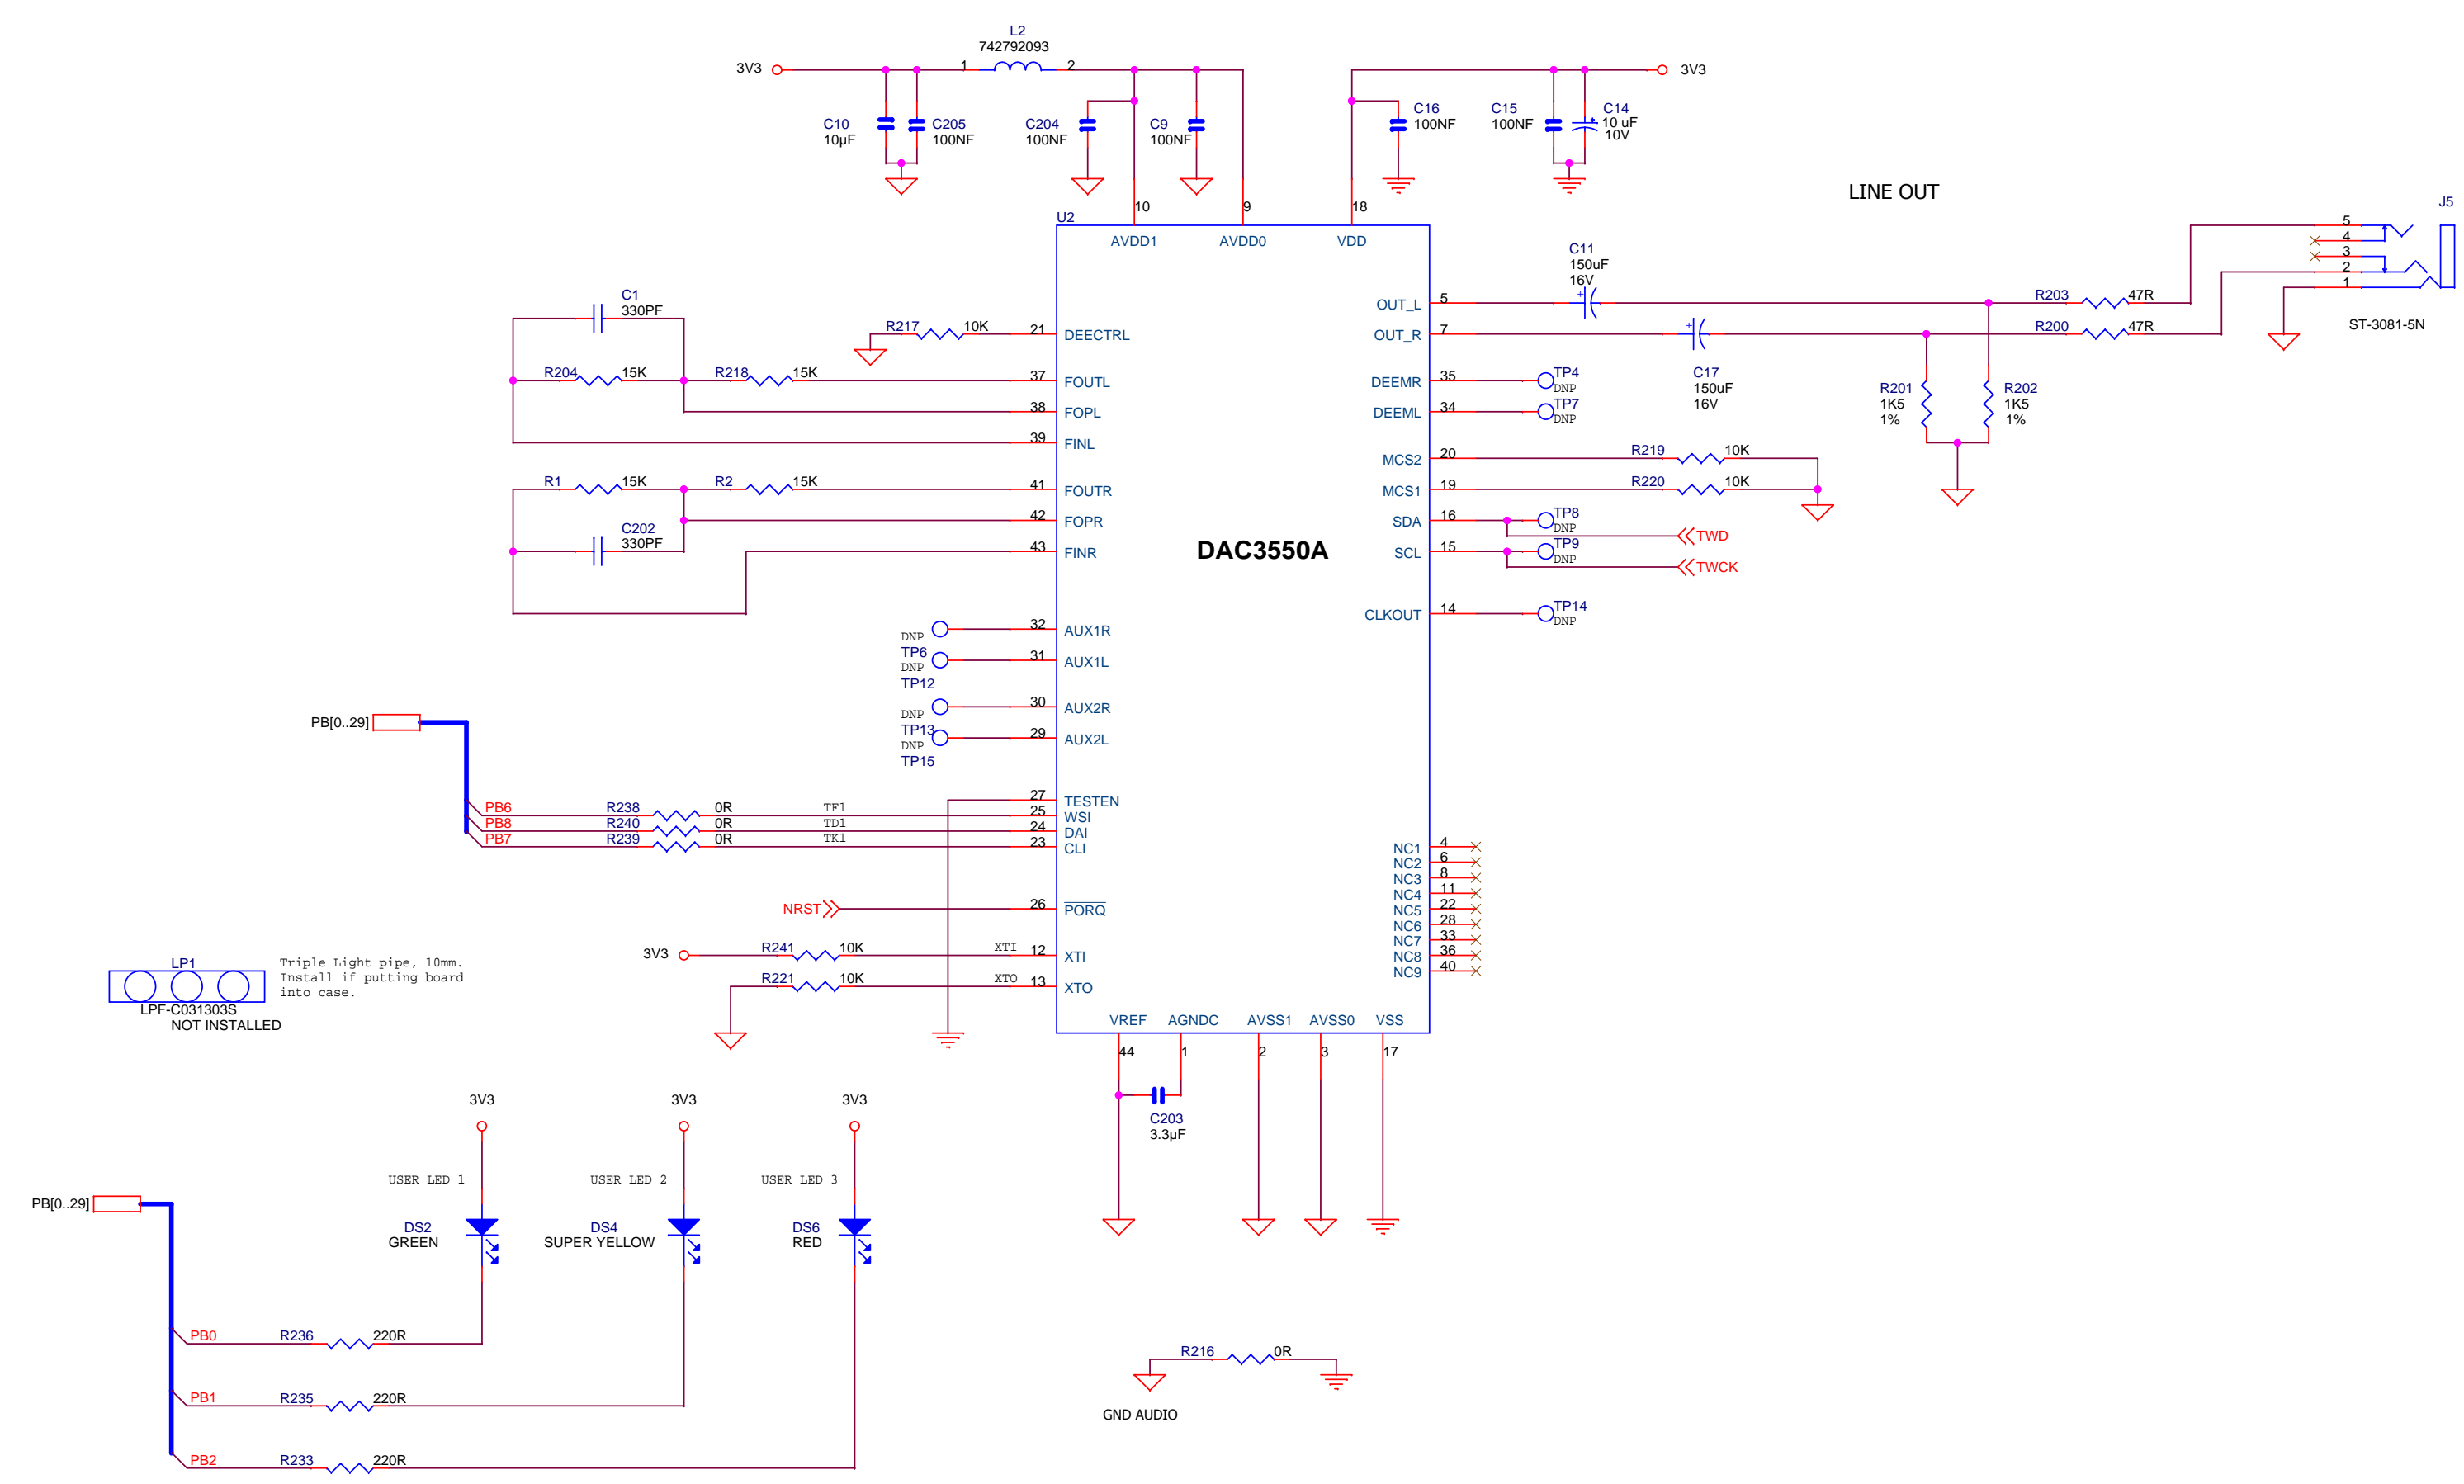 L2
742792093
3V3
1
2
3V3
C10
10µF
C205
100NF
C204
100NF
C9
100NF
C16
100NF
C15
100NF
C14
10 uF
10V
LINE OUT
J5
5
4
3
2
1
ST-3081-5N
U2
10
9
18
AVDD1
AVDD0
VDD
C11
150uF
16V
OUT_L
5
R203
47R
OUT_R
7
R200
47R
C17
150uF
16V
R201
1K5
1%
R202
1K5
1%
C1
330PF
R217
10K
21
DEECTRL
R204
15K
R218
15K
37
FOUTL
38
FOPL
39
FINL
R1
15K
R2
15K
41
FOUTR
C202
330PF
42
FOPR
43
FINR
DEEMR
35
TP4
DNP
DEEML
34
TP7
DNP
MCS2
20
R219
10K
MCS1
19
R220
10K
SDA
16
TP8
DNP
TWD
SCL
15
TP9
DNP
TWCK
DAC3550A
CLKOUT
14
TP14
DNP
DNP
32
AUX1R
TP6
DNP
31
AUX1L
TP12
DNP
30
AUX2R
TP13
DNP
29
AUX2L
TP15
PB[0..29]
27
TESTEN
PB6
R238
0R
TF1
25
WSI
PB8
R240
0R
TD1
24
DAI
PB7
R239
0R
TK1
23
CLI
NC1
4
NC2
6
NC3
8
NC4
11
NC5
22
NC6
28
NC7
33
NC8
36
NC9
40
NRST
26
PORQ
3V3
R241
10K
XTI
12
XTI
R221
10K
XTO
13
XTO
LP1
Triple Light pipe, 10mm.
Install if putting board
into case.
LPF-C031303S
NOT INSTALLED
VREF
AGNDC
AVSS1
AVSS0
VSS
44
1
2
3
17
C203
3.3µF
3V3
3V3
3V3
USER LED 1
USER LED 2
USER LED 3
PB[0..29]
DS2
GREEN
DS4
SUPER YELLOW
DS6
RED
PB0
R236
220R
PB1
R235
220R
PB2
R233
220R
R216
0R
GND AUDIO